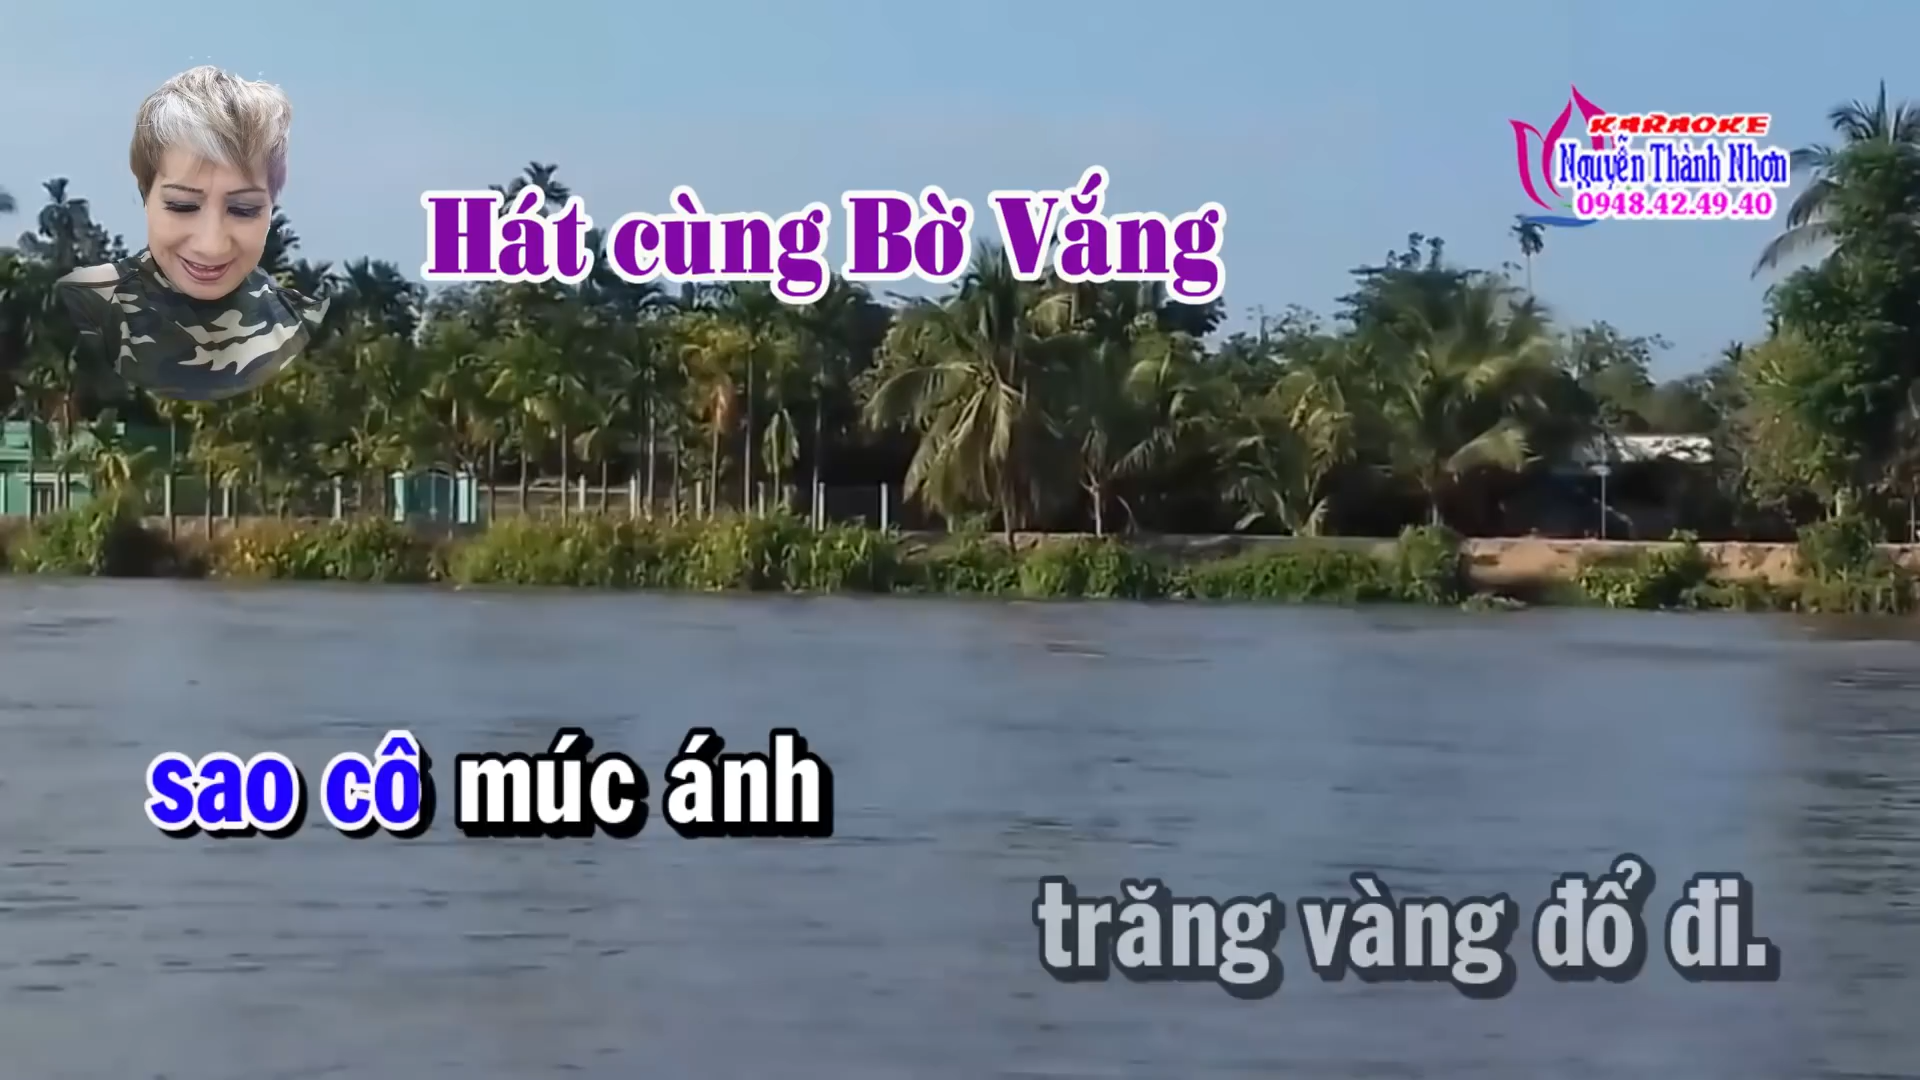 KARAOKE
Nguyễn Thành Nhơn
0948.42.49.40
Hát cùng Bờ Vắng
sao cô múc ánh
trăng vàng đổ đi.